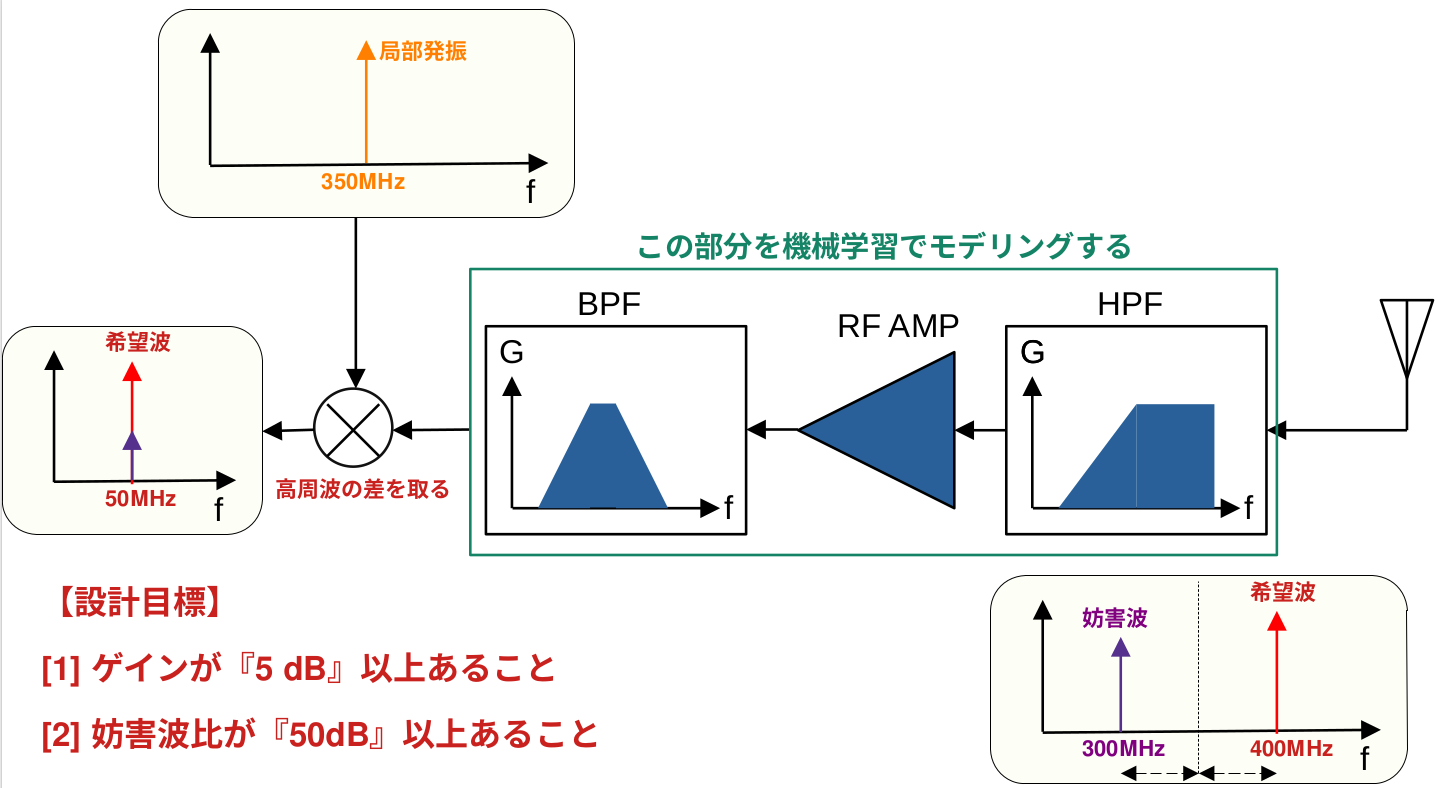 局部発振
350MHz
f
この部分を機械学習でモデリングする
BPF
G
f
RF AMP
HPF
G
f
希望波
50MHz
f
高周波の差を取る
【設計目標】
[1] ゲインが『5 dB』以上あること
[2] 妨害波比が『50dB』以上あること
妨害波
希望波
300MHz
400MHz
f